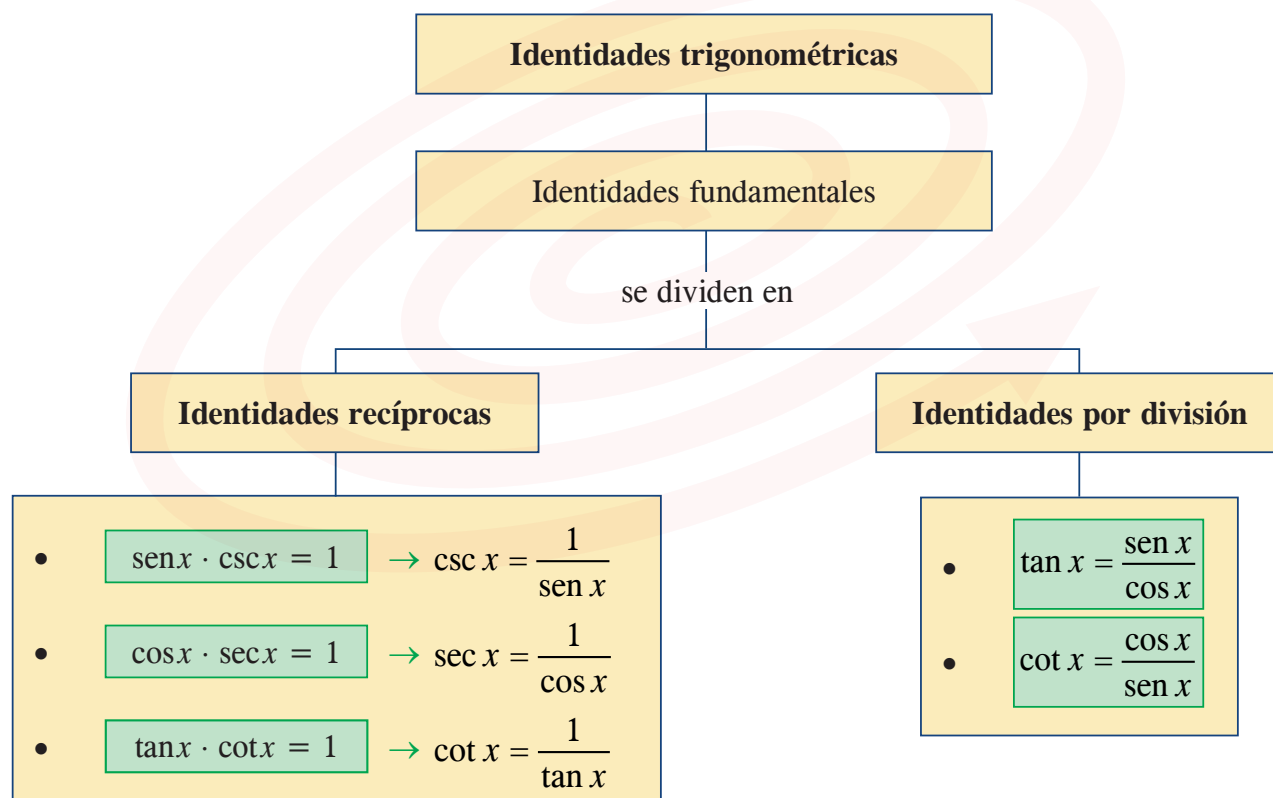 Identidades trigonométricas
Identidades fundamentales
se dividen en
Identidades recíprocas
• senx · cscx = 1 → csc x = 1/sen x
• cosx · secx = 1 → sec x = 1/cos x
• tanx · cotx = 1 → cot x = 1/tan x
Identidades por división
• tan x = sen x/cos x
• cot x = cos x/sen x